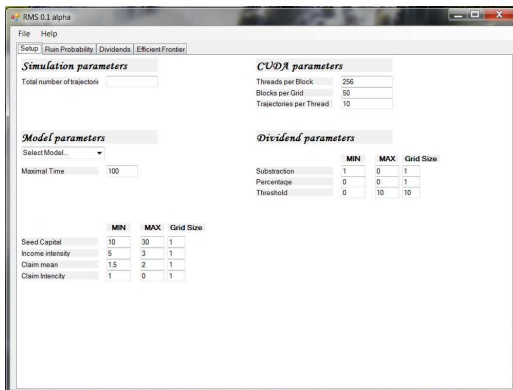 RMS 0.1 alpha
File Help
Setup Ruin Probability Dividends Efficient Frontier
Simulation parameters
Total number of trajectori
CUDA parameters
Threads per Block 256
Blocks per Grid 50
Trajectories per Thread 10
Model parameters
Select Model...
Maximal Time 100
Dividend parameters
MIN MAX Grid Size
Substraction 1 0 1
Percentage 0 0 1
Threshold 0 10 10
MIN MAX Grid Size
Seed Capital 10 30 1
Income intensity 5 3 1
Claim mean 1.5 2 1
Claim Intencity 1 0 1